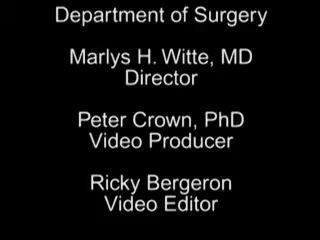 Department of Surgery
Marlys H. Witte, MD
Director
Peter Crown, PhD
Video Producer
Ricky Bergeron
Video Editor